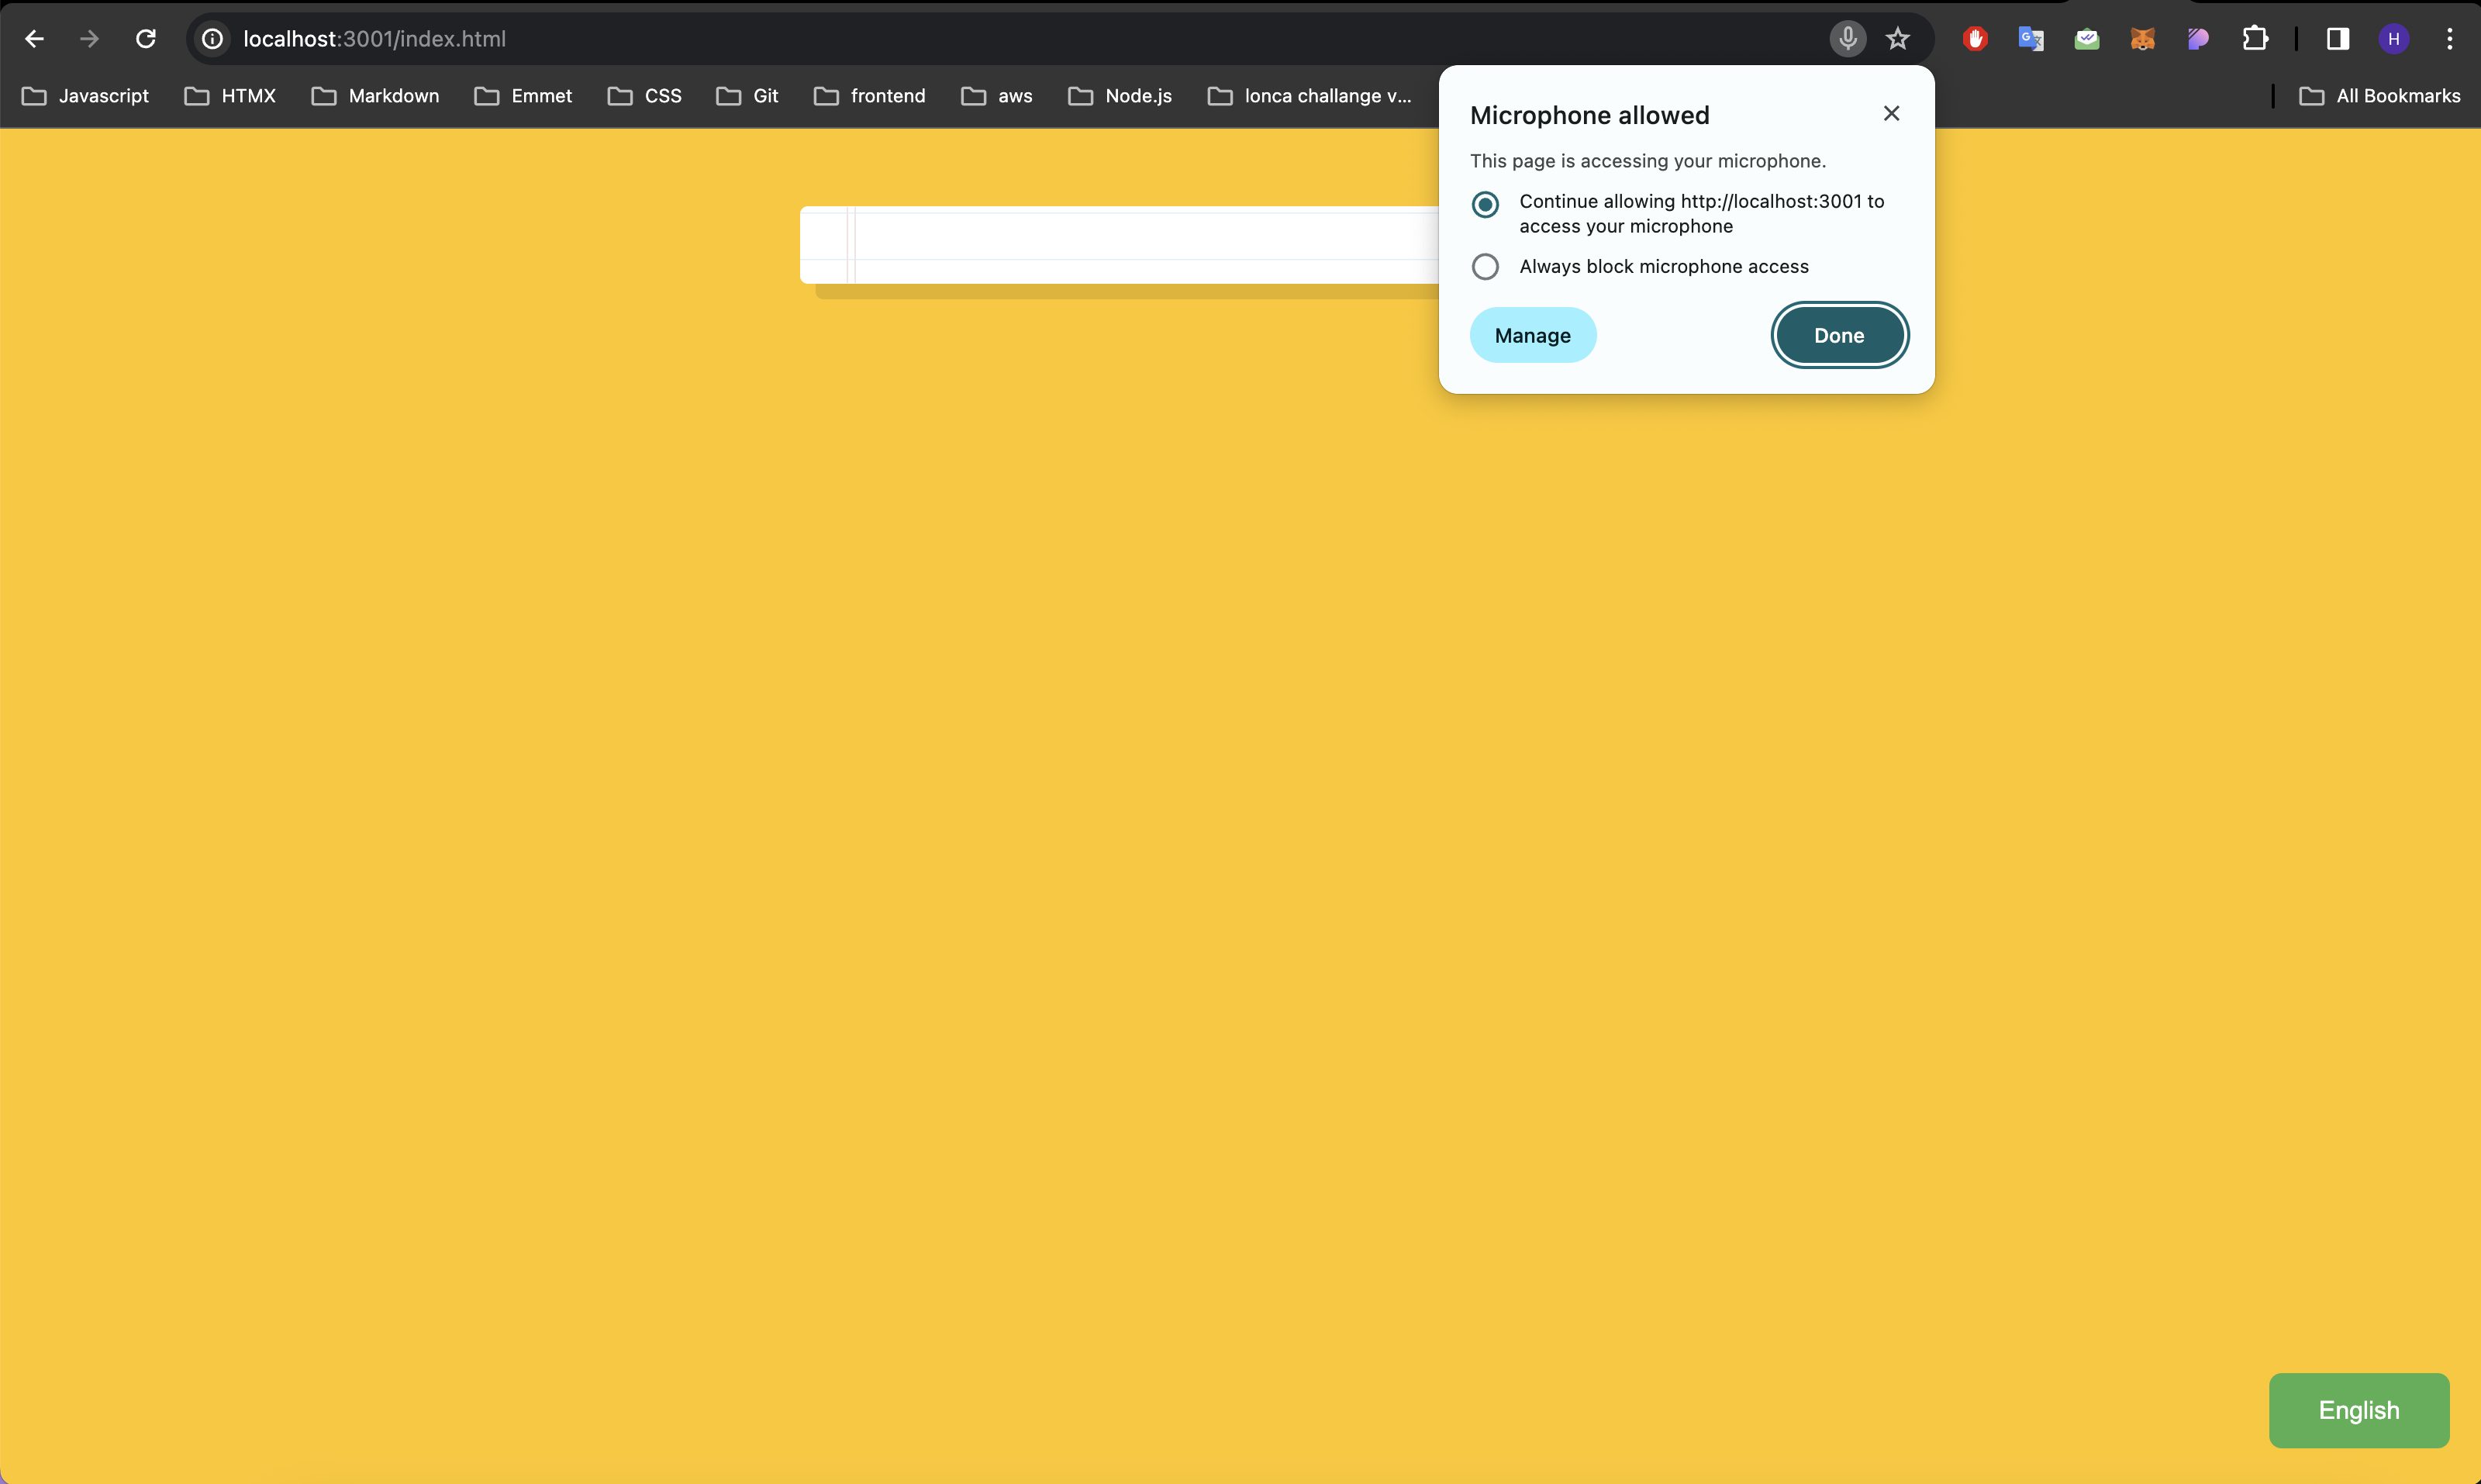 localhost:3001/index.html
H
Javascript HTMX Markdown Emmet CSS Git frontend aws Node.js lonca challange v... All Bookmarks
Microphone allowed
This page is accessing your microphone.
Continue allowing http://localhost:3001 to
access your microphone
Always block microphone access
Manage Done
English